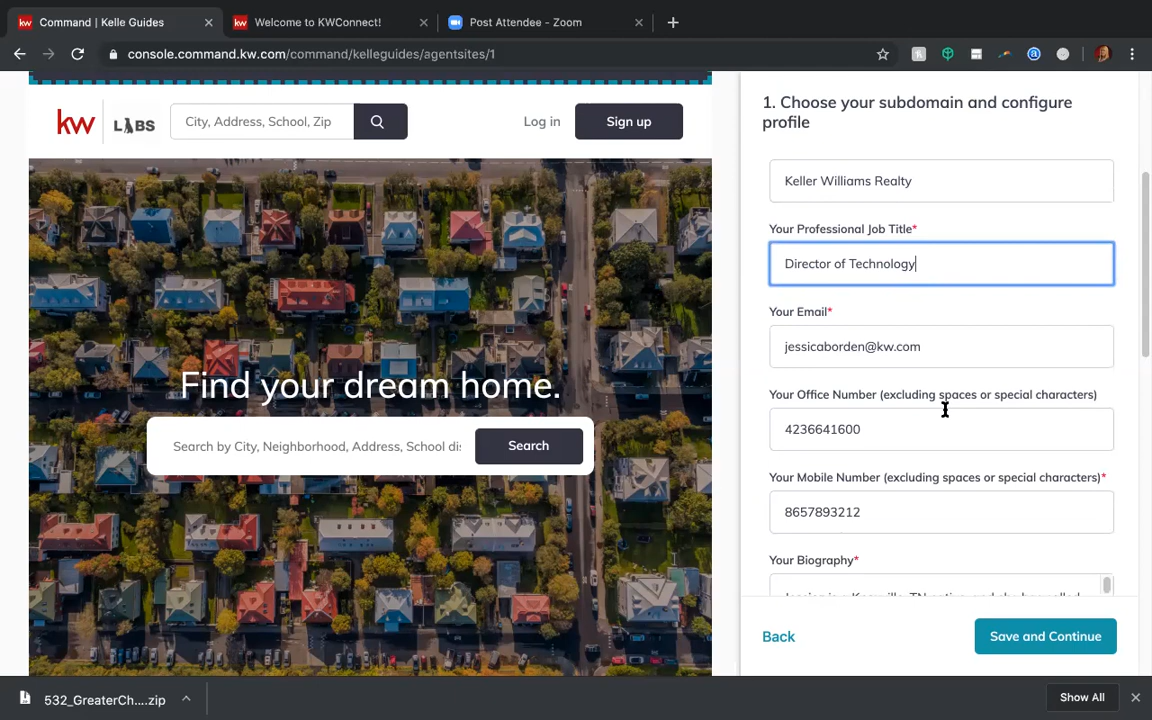 Command | Kelle Guides
Welcome to KWConnect!
Post Attendee - Zoom
console.command.kw.com/command/kelleguides/agentsites/1
kw LABS
City, Address, School, Zip
Log in
Sign up
Find your dream home.
Search by City, Neighborhood, Address, School dis
Search
1. Choose your subdomain and configure
profile
Keller Williams Realty
Your Professional Job Title*
Director of Technology
Your Email*
jessicaborden@kw.com
Your Office Number (excluding spaces or special characters)
4236641600
Your Mobile Number (excluding spaces or special characters)*
8657893212
Your Biography*
Back
Save and Continue
532_GreaterCh....zip
Show All